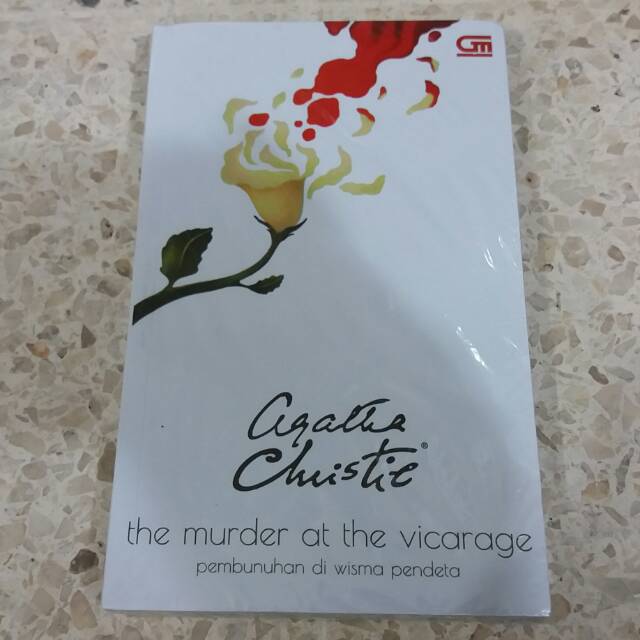 GM
Agatha
Christie®
the murder at the vicarage
pembunuhan di wisma pendeta